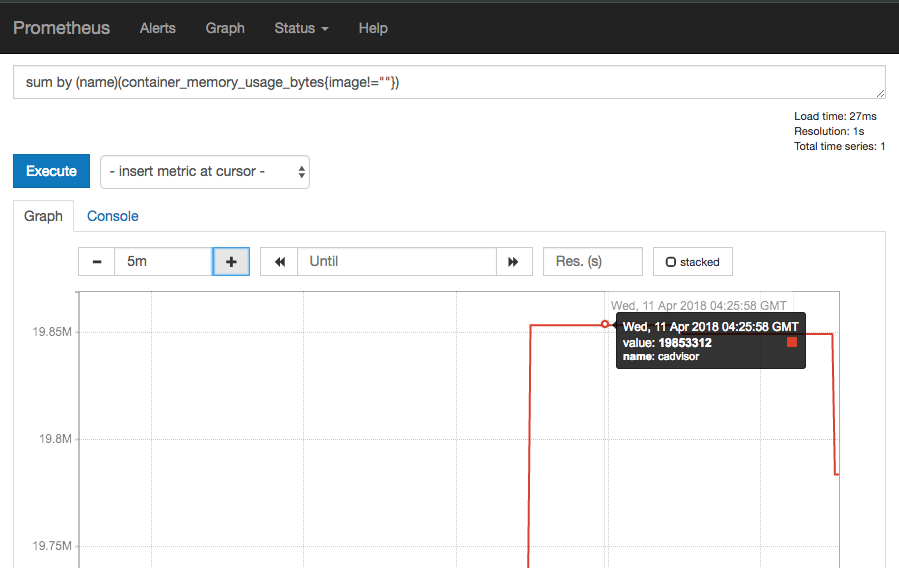 Prometheus Alerts Graph Status Help
sum by (name)(container_memory_usage_bytes{image!=""})
Load time: 27ms
Resolution: 1s
Total time series: 1
Execute - insert metric at cursor -
Graph Console
5m Until Res. (s) stacked
Wed, 11 Apr 2018 04:25:58 GMT
19.85M
Wed, 11 Apr 2018 04:25:58 GMT
value: 19853312
name: cadvisor
19.8M
19.75M